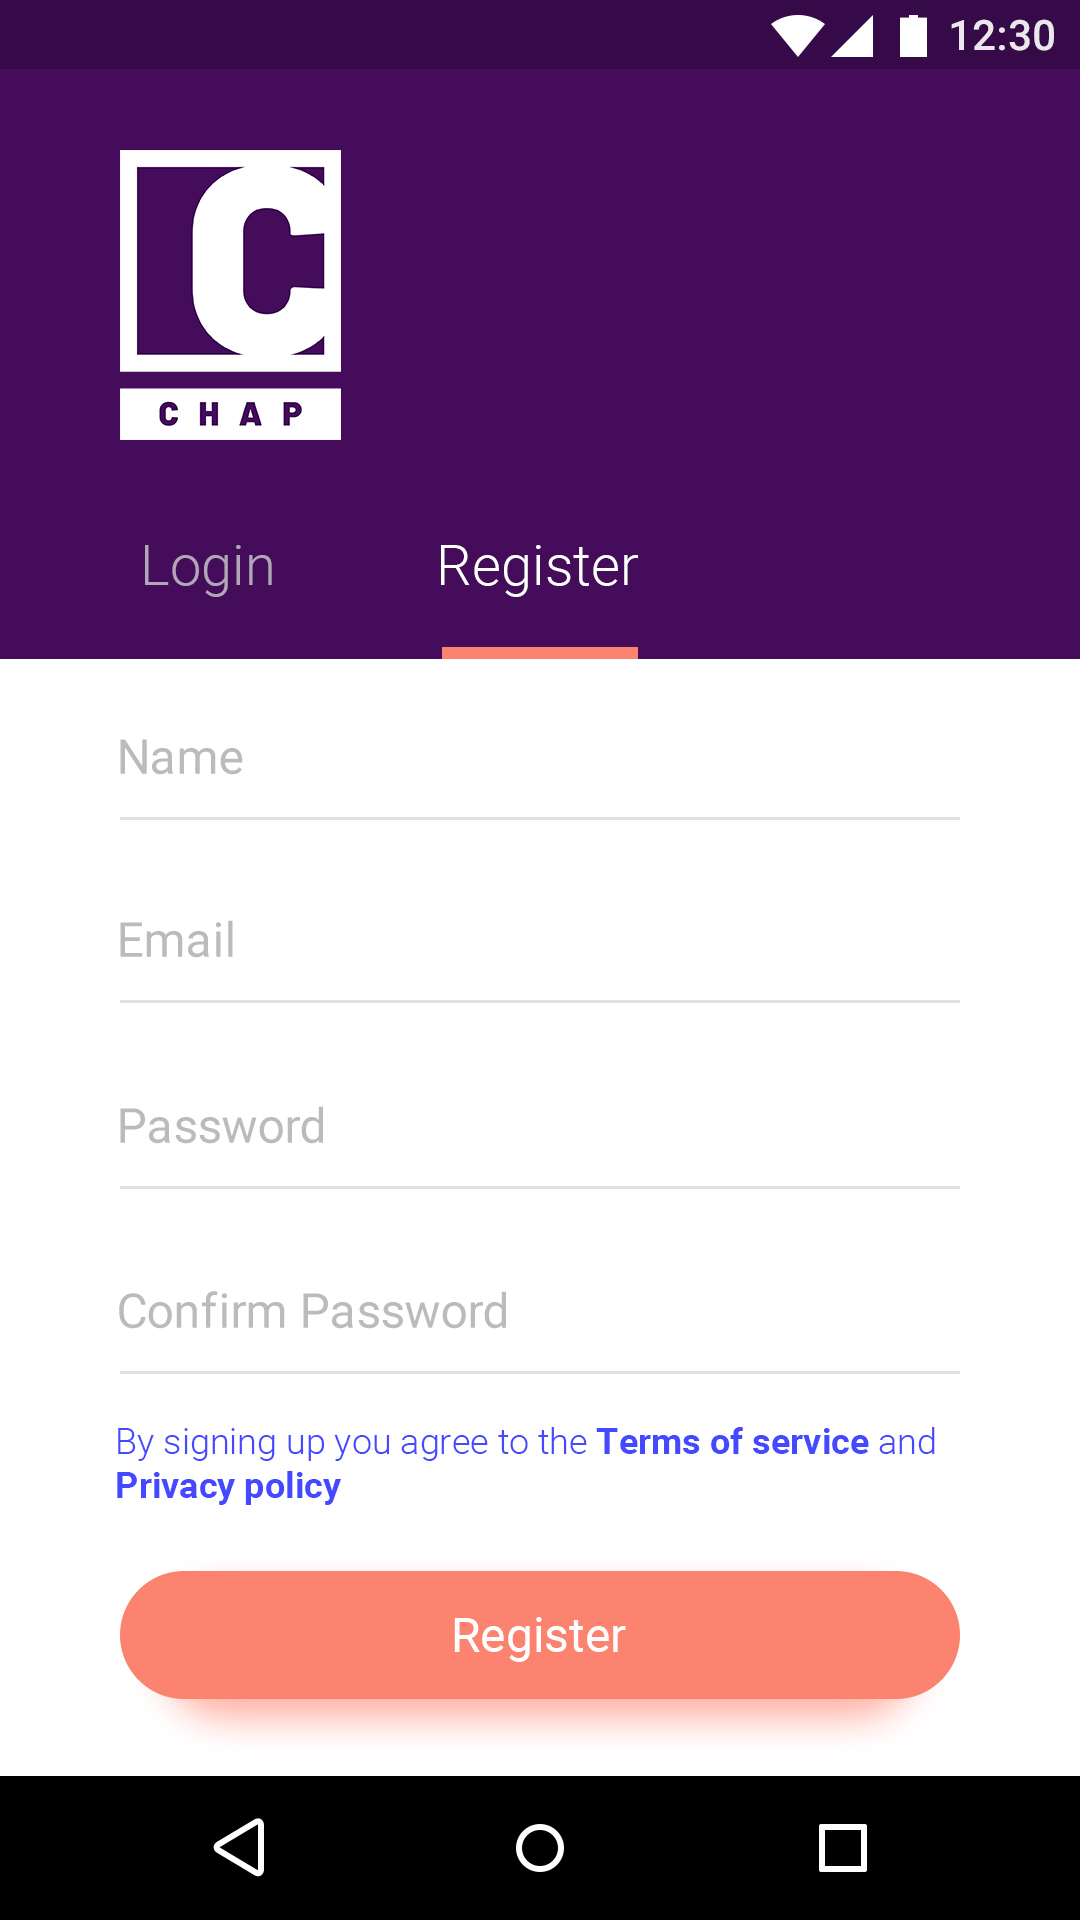 12:30
C
CHAP
Login Register
Name
Email
Password
Confirm Password
By signing up you agree to the Terms of service and
Privacy policy
Register